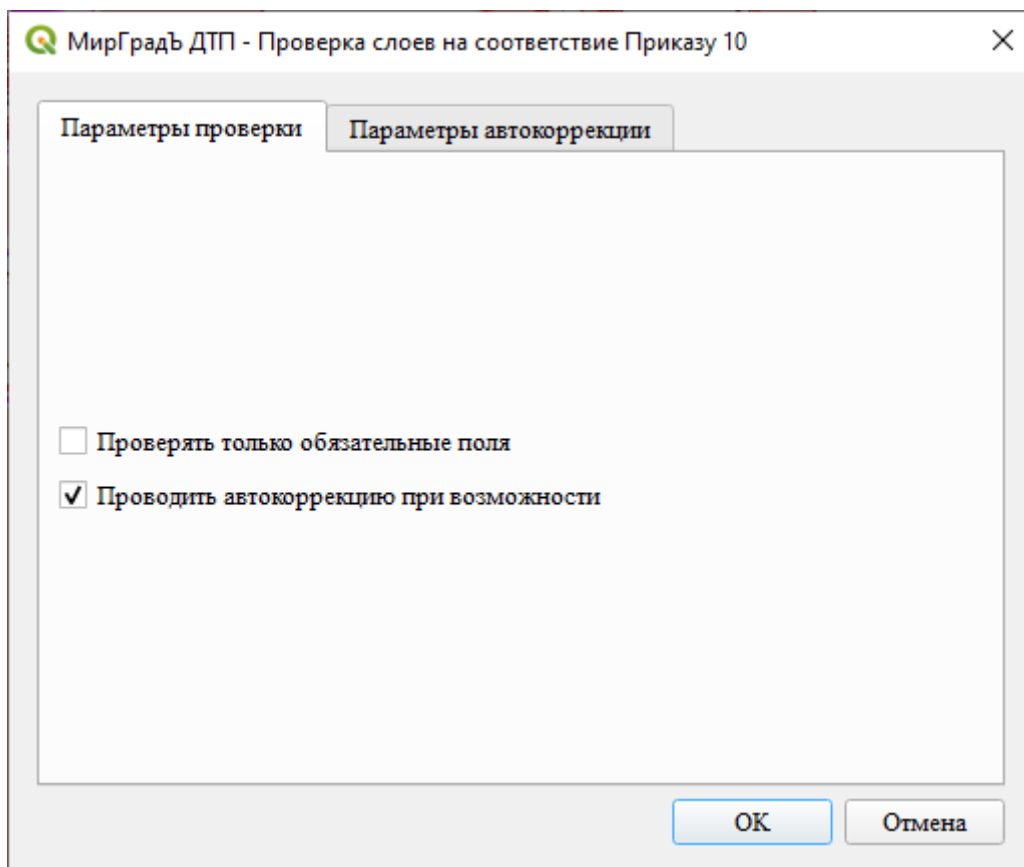 МирГрадЪ ДТП - Проверка слоев на соответствие Приказу 10
Параметры проверки
Параметры автокоррекции
Проверять только обязательные поля
Проводить автокоррекцию при возможности
OK
Отмена